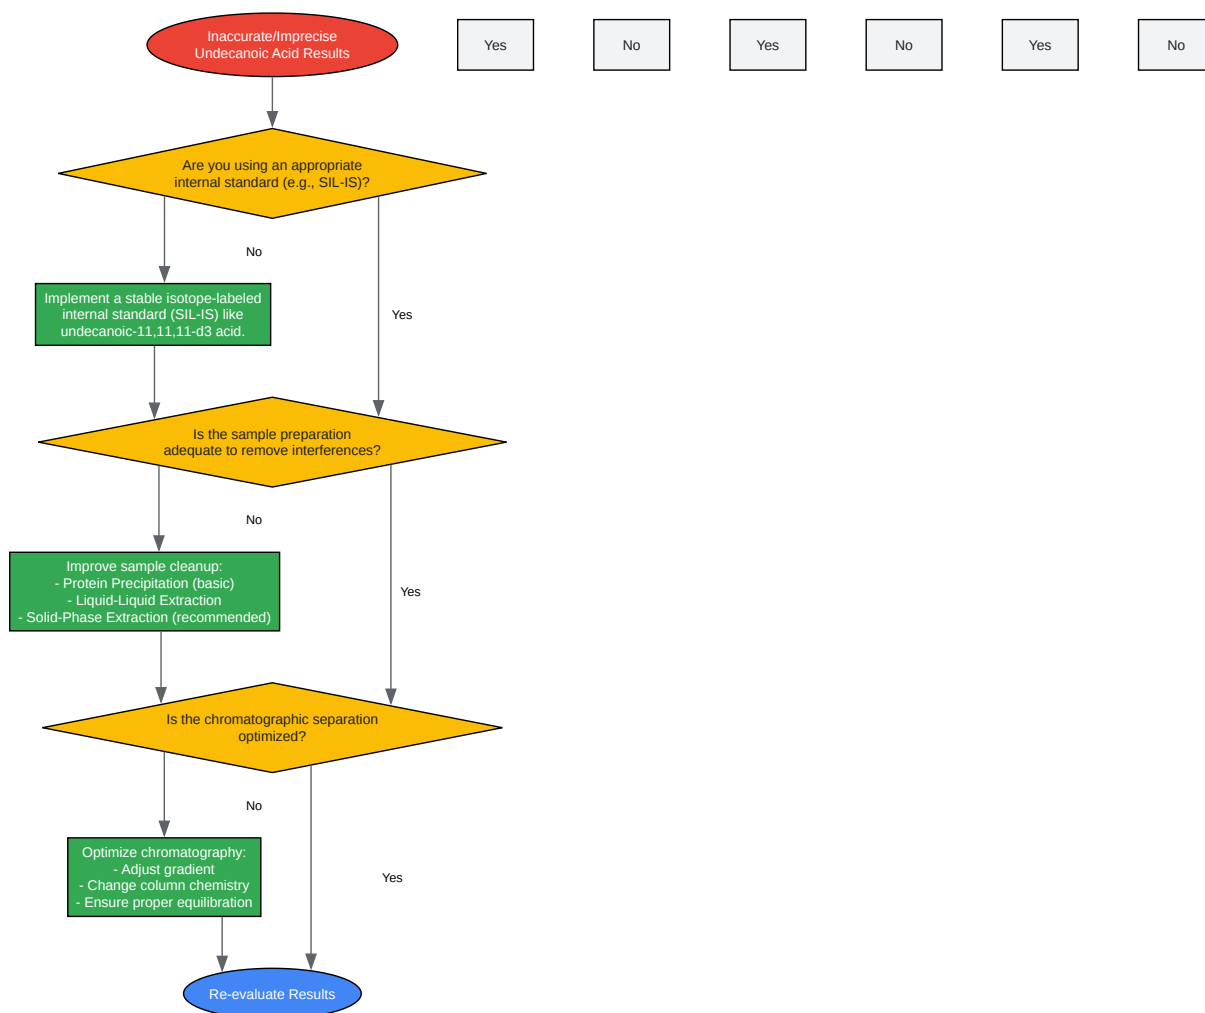 Inaccurate/Imprecise
Undecanoic Acid Results
Yes
No
Yes
No
Yes
No
Are you using an appropriate
internal standard (e.g., SIL-IS)?
No
Implement a stable isotope-labeled
internal standard (SIL-IS) like
undecanoic-11,11,11-d3 acid.
Yes
Is the sample preparation
adequate to remove interferences?
No
Improve sample cleanup:
- Protein Precipitation (basic)
- Liquid-Liquid Extraction
- Solid-Phase Extraction (recommended)
Yes
Is the chromatographic separation
optimized?
No
Optimize chromatography:
- Adjust gradient
- Change column chemistry
- Ensure proper equilibration
Yes
Re-evaluate Results